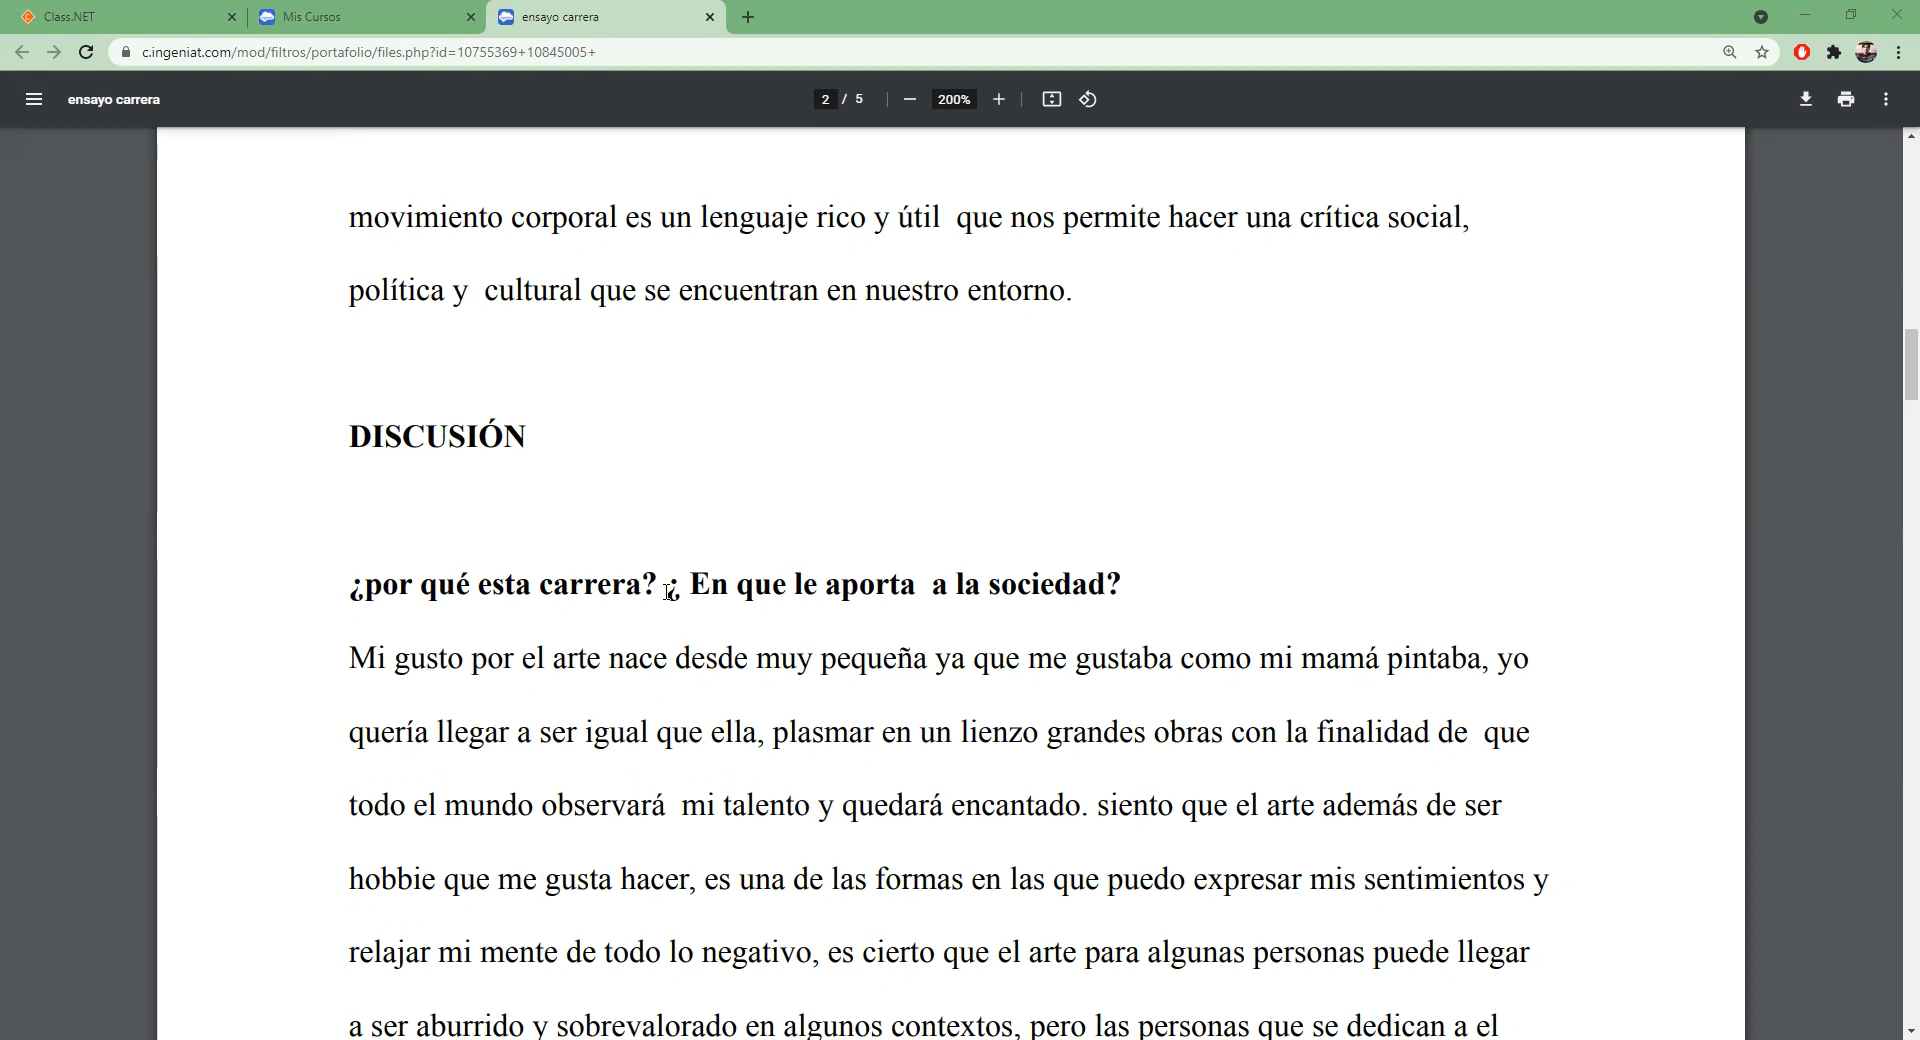 Class.NET
Mis Cursos
ensayo carrera
c.ingeniat.com/mod/filtros/portafolio/files.php?id=10755369+10845005+
ensayo carrera
2 / 5
200%
movimiento corporal es un lenguaje rico y útil  que nos permite hacer una crítica social,
política y  cultural que se encuentran en nuestro entorno.
DISCUSIÓN
¿por qué esta carrera? ¿ En que le aporta  a la sociedad?
Mi gusto por el arte nace desde muy pequeña ya que me gustaba como mi mamá pintaba, yo
quería llegar a ser igual que ella, plasmar en un lienzo grandes obras con la finalidad de  que
todo el mundo observará  mi talento y quedará encantado. siento que el arte además de ser
hobbie que me gusta hacer, es una de las formas en las que puedo expresar mis sentimientos y
relajar mi mente de todo lo negativo, es cierto que el arte para algunas personas puede llegar
a ser aburrido y sobrevalorado en algunos contextos, pero las personas que se dedican a el